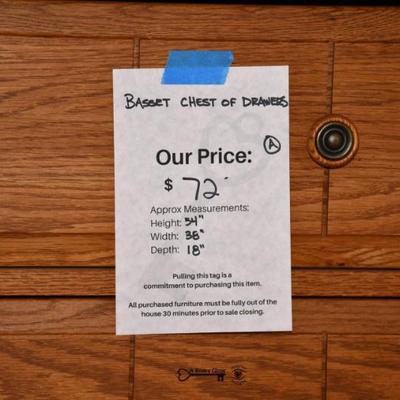 BASSET CHEST OF DRAWERS
A
Our Price:
$ 72
Approx Measurements:
Height: 54"
Width: 38"
Depth: 18"
Pulling this tag is a
commitment to purchasing this item.
All purchased furniture must be fully out of the
house 30 minutes prior to sale closing.